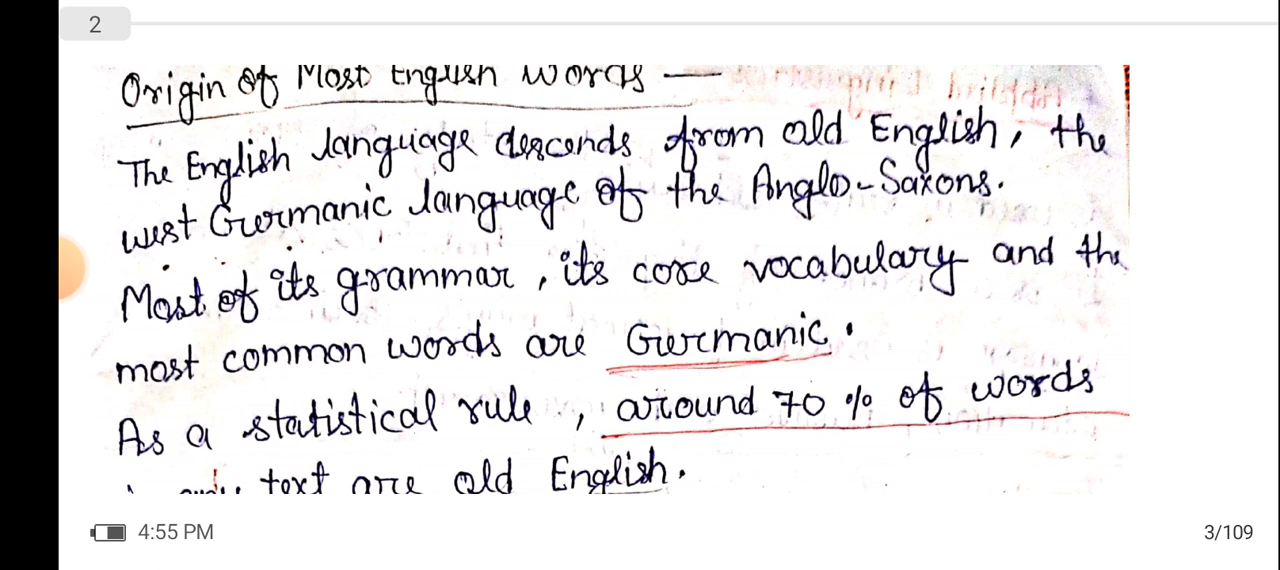 2
Origin of Most English Words —
The English language descends from old English, the
west Germanic language of the Anglo-Saxons.
Most of its grammar, its core vocabulary and the
most common words are Germanic.
As a statistical rule, around 70 % of words
in any text are old English.
4:55 PM
3/109